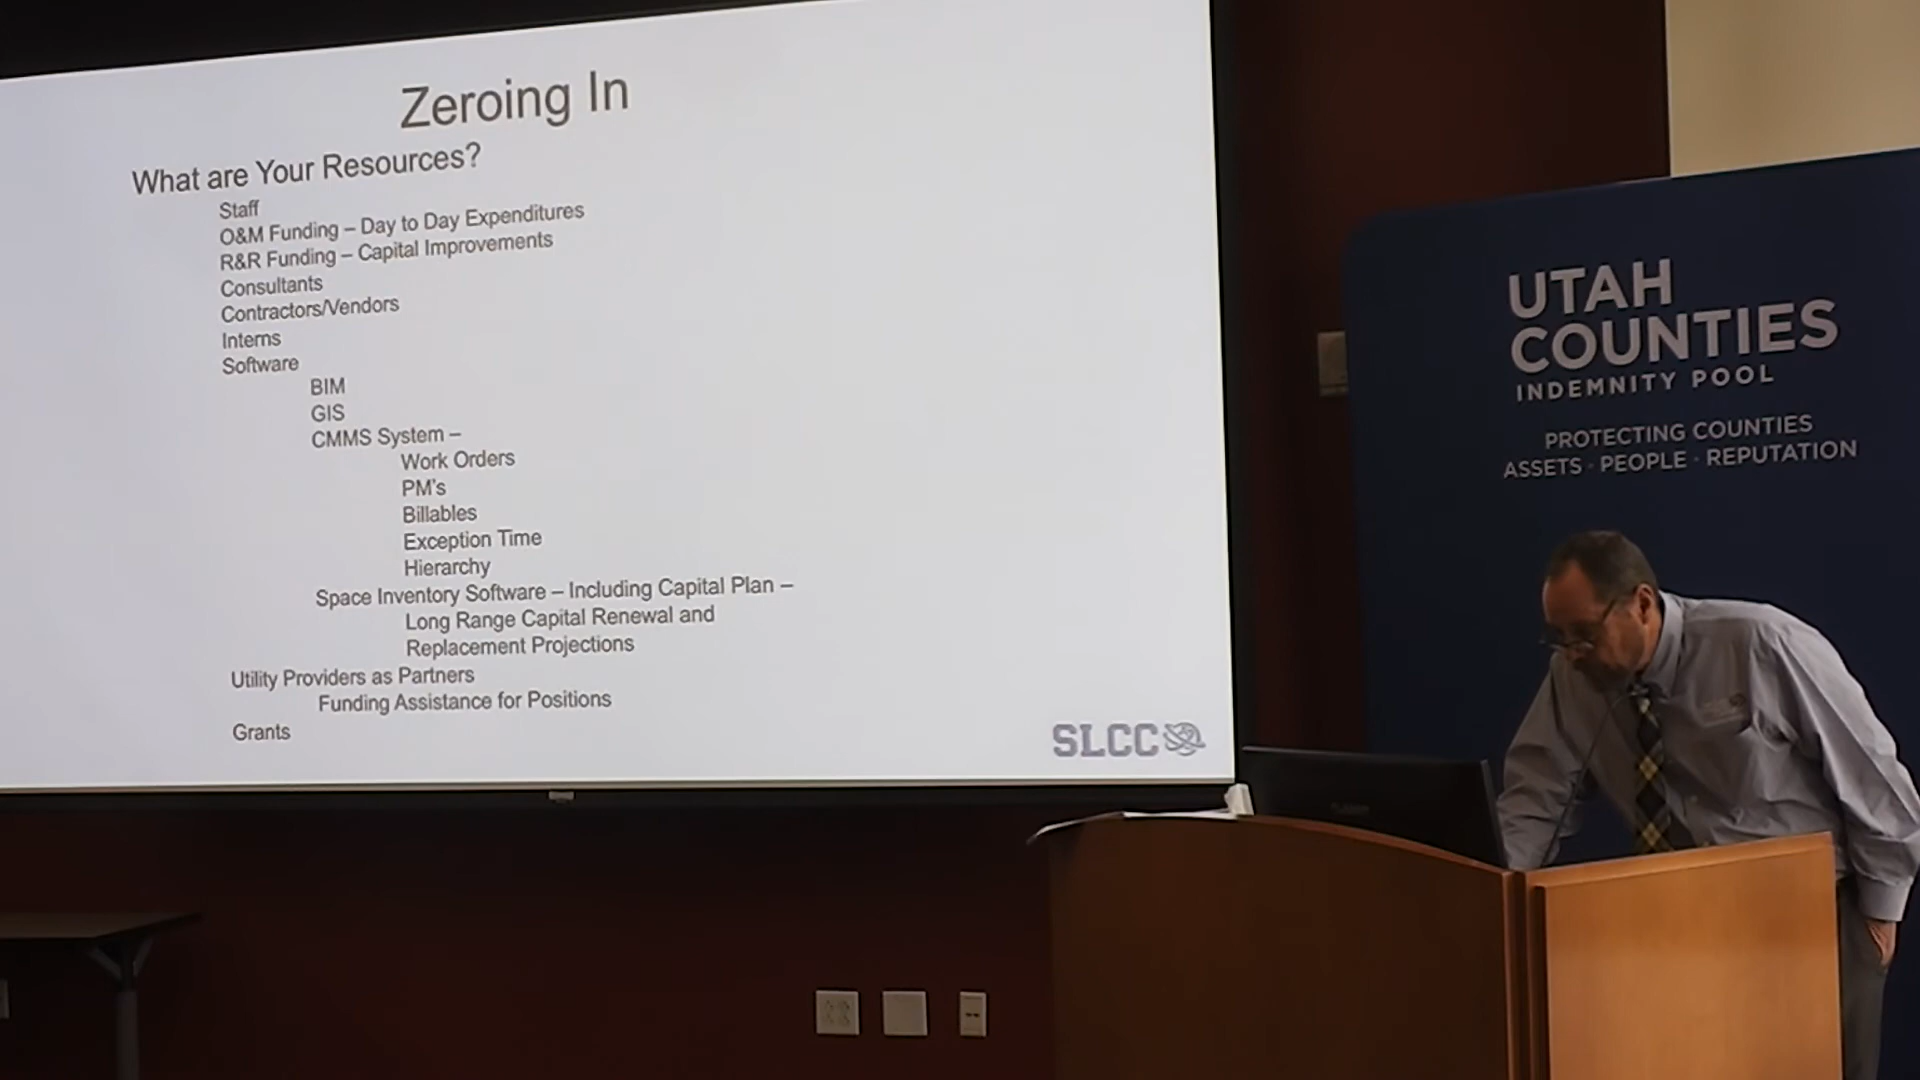 Zeroing In
What are Your Resources?
Staff
O&M Funding – Day to Day Expenditures
R&R Funding – Capital Improvements
Consultants
Contractors/Vendors
Interns
Software
BIM
GIS
CMMS System –
Work Orders
PM's
Billables
Exception Time
Hierarchy
Space Inventory Software – Including Capital Plan –
Long Range Capital Renewal and
Replacement Projections
Utility Providers as Partners
Funding Assistance for Positions
Grants
SLCC
UTAH
COUNTIES
INDEMNITY POOL
PROTECTING COUNTIES
ASSETS · PEOPLE · REPUTATION